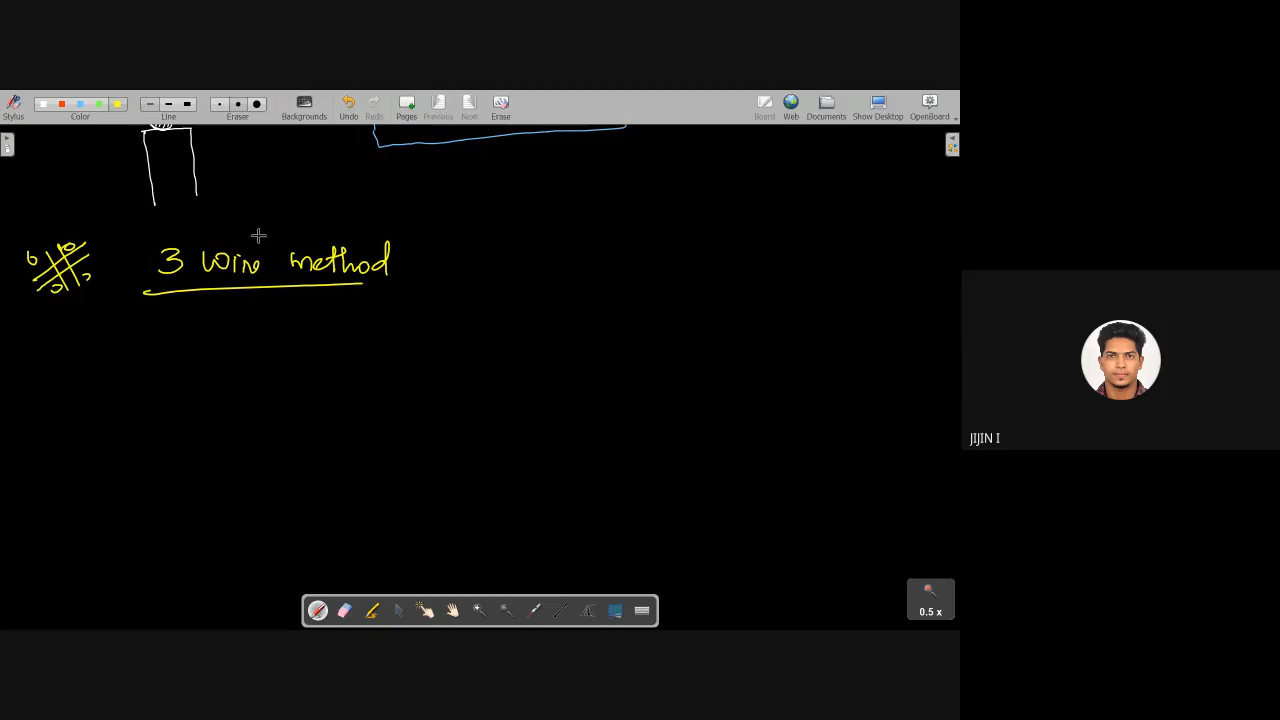 Stylus Color Line Eraser Backgrounds Undo Redo Pages Previous Next Erase Board Web Documents Show Desktop OpenBoard
3 Wire method
JIJIN I
0.5 x